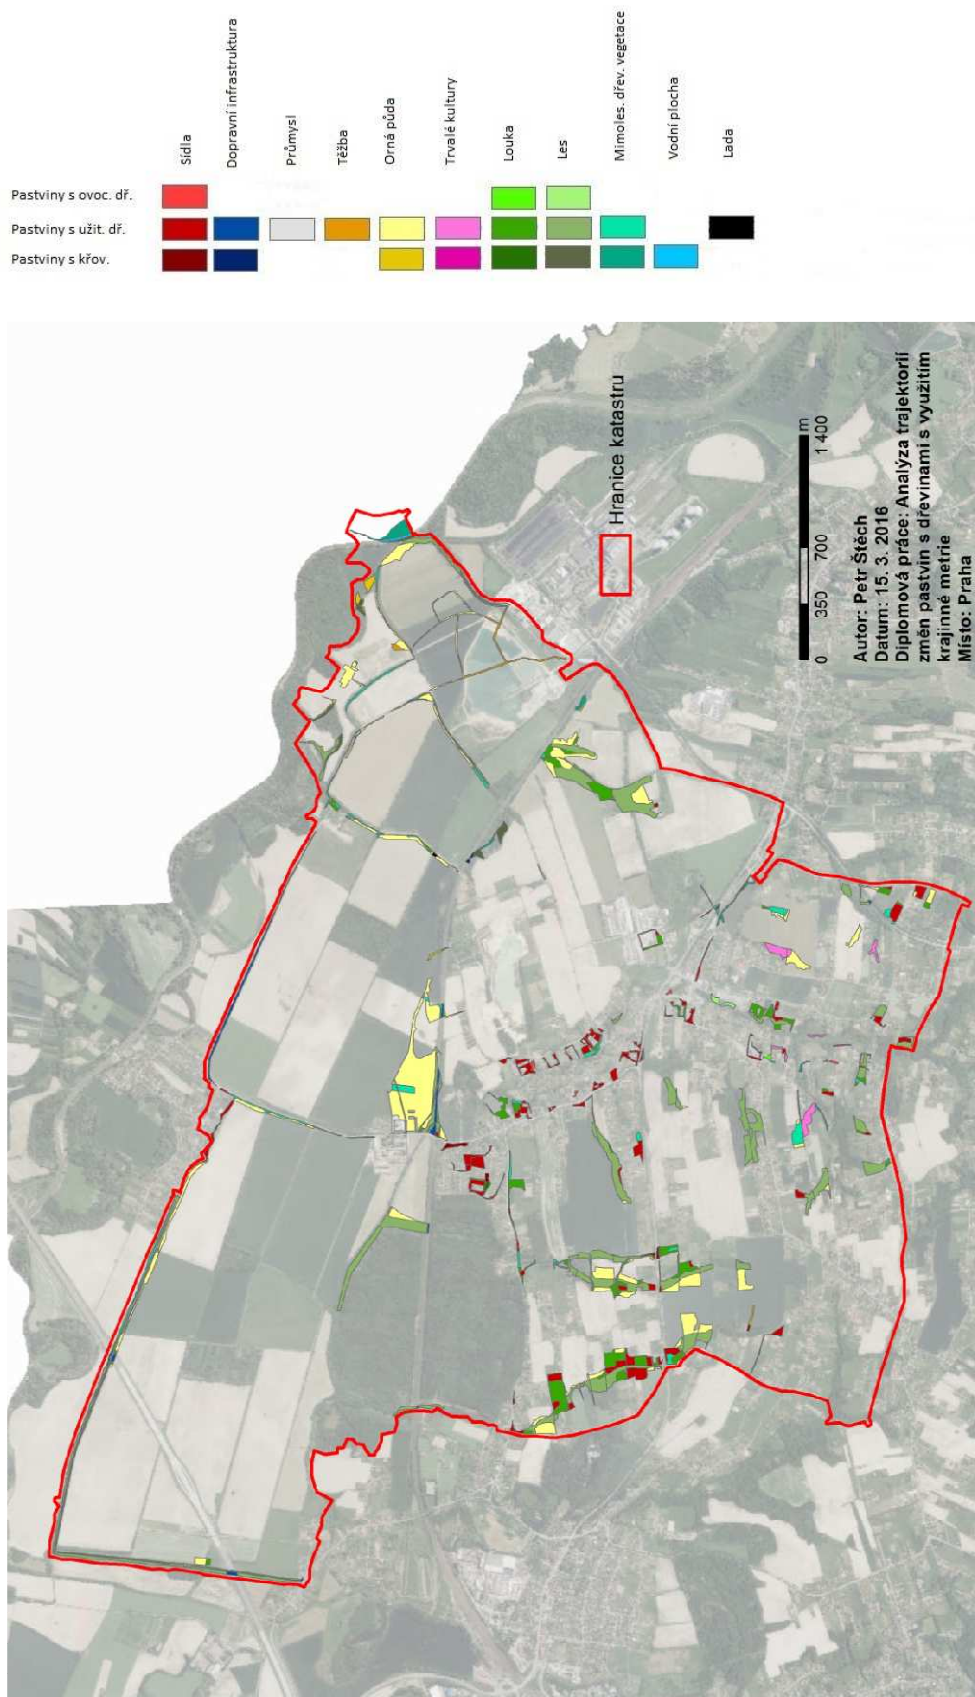 Sídla
Dopravní infrastruktura
Průmysl
Těžba
Orná půda
Trvalé kultury
Louka
Les
Mimoles. dřev. vegetace
Vodní plocha
Lada
Pastviny s ovoc. dř.
Pastviny s užit. dř.
Pastviny s křov.
Hranice katastru
0 350 700 1 400
m
Autor: Petr Štěch
Datum: 15. 3. 2016
Diplomová práce: Analýza trajektorií
změn pastvin s dřevinami s využitím
krajinné metrie
Místo: Praha